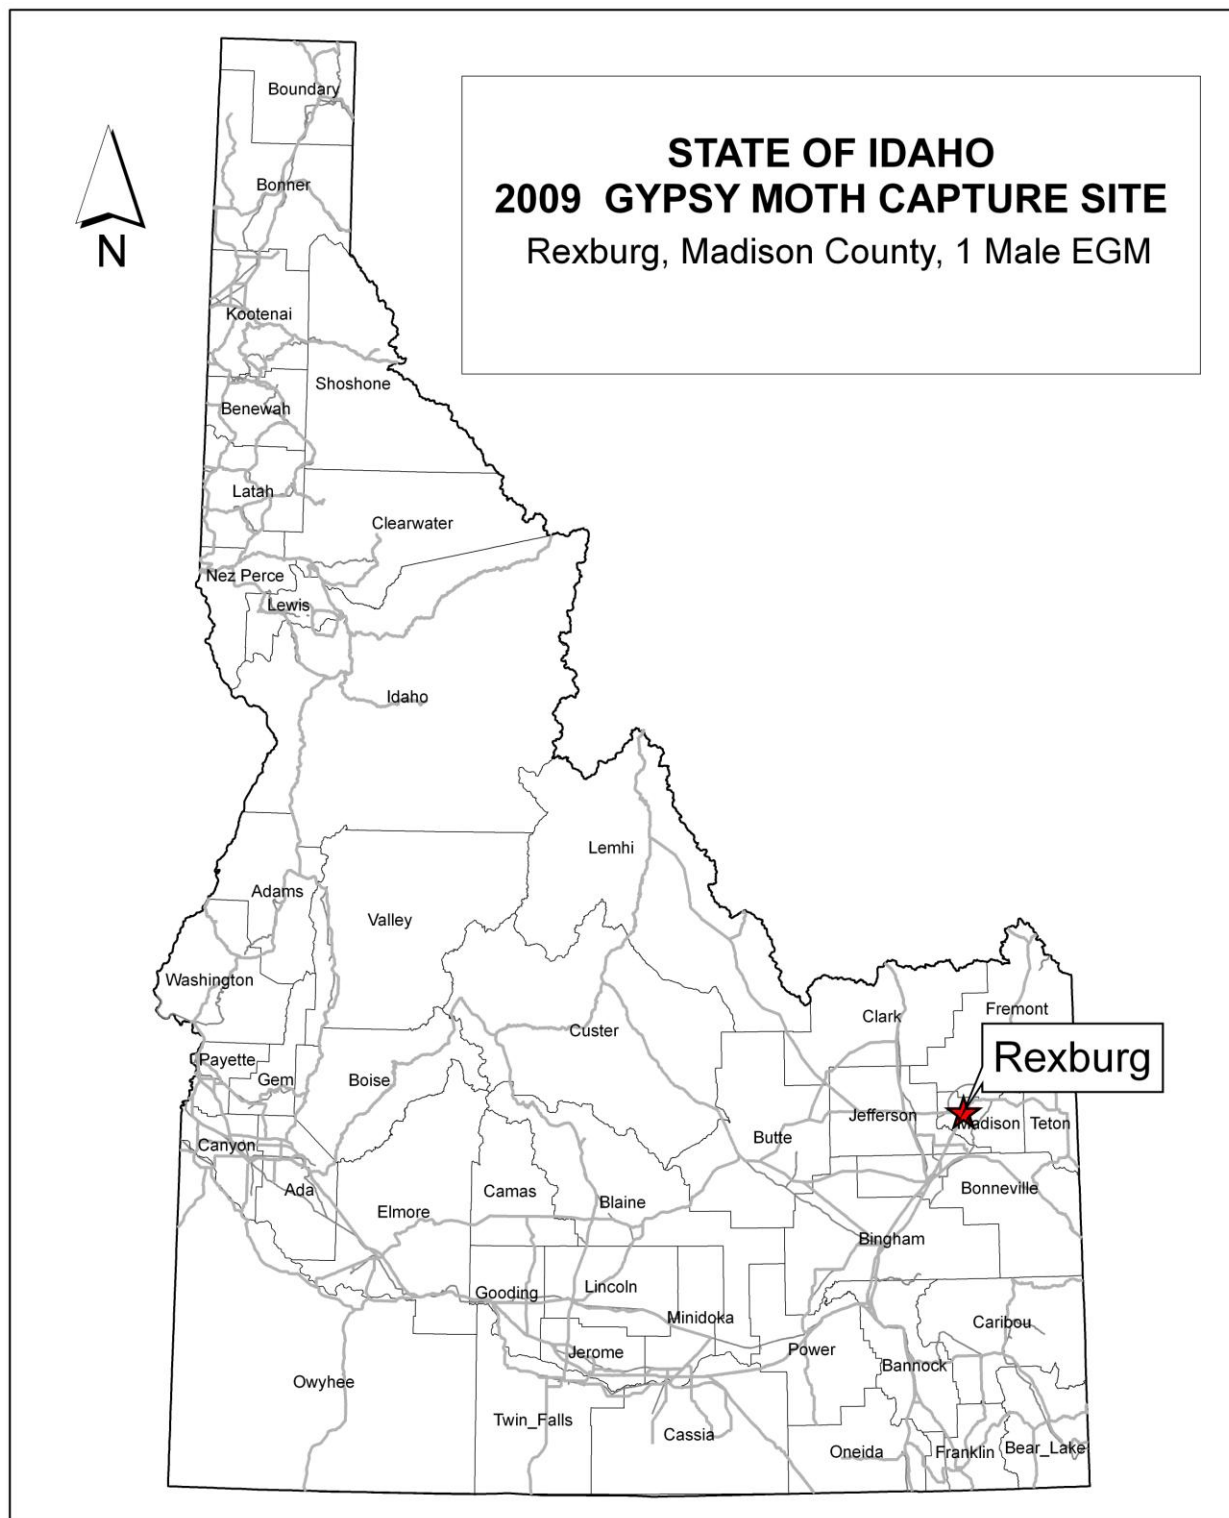 STATE OF IDAHO
2009 GYPSY MOTH CAPTURE SITE
Rexburg, Madison County, 1 Male EGM
N
Boundary
Bonner
Kootenai
Shoshone
Benewah
Latah
Clearwater
Nez Perce
Lewis
Idaho
Lemhi
Adams
Valley
Washington
Custer
Clark
Fremont
Rexburg
Payette
Gem
Boise
Jefferson
Madison
Teton
Butte
Canyon
Ada
Camas
Blaine
Bonneville
Elmore
Bingham
Gooding
Lincoln
Minidoka
Caribou
Jerome
Power
Bannock
Owyhee
Twin_Falls
Cassia
Oneida
Franklin
Bear_Lake